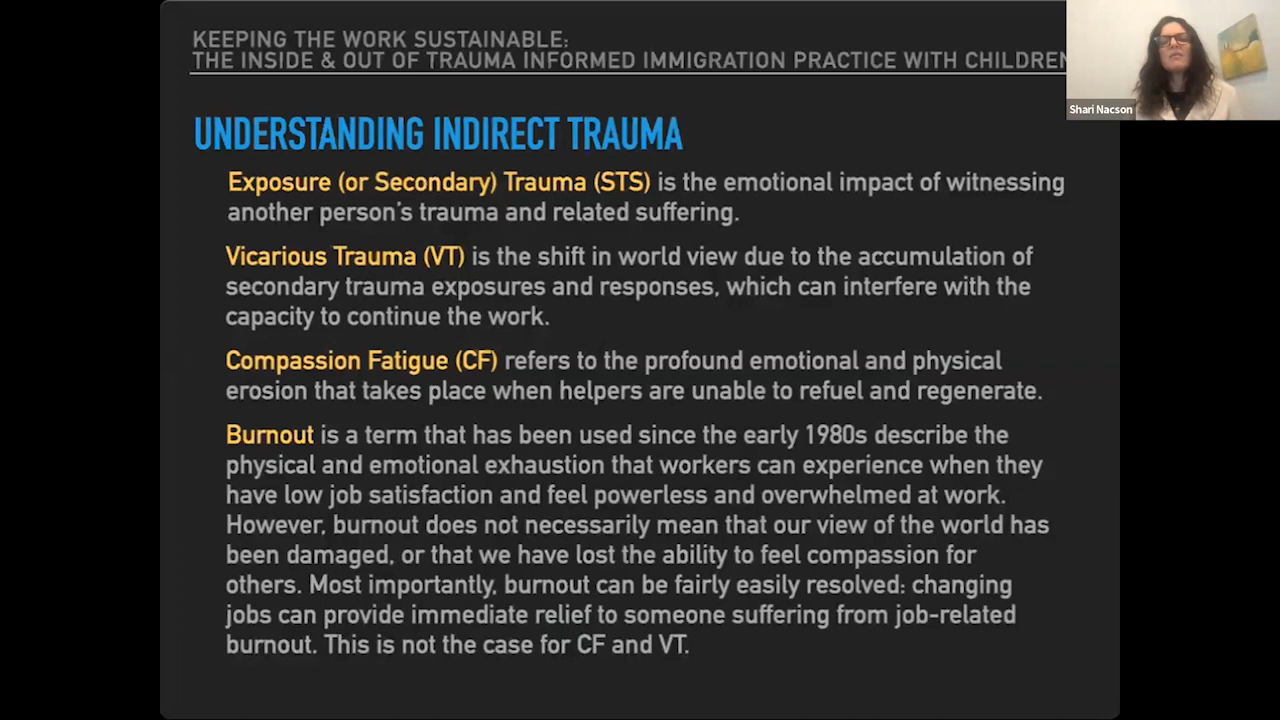 KEEPING THE WORK SUSTAINABLE:
THE INSIDE & OUT OF TRAUMA INFORMED IMMIGRATION PRACTICE WITH CHILDREN
Shari Nacson
UNDERSTANDING INDIRECT TRAUMA
Exposure (or Secondary) Trauma (STS) is the emotional impact of witnessing
another person's trauma and related suffering.
Vicarious Trauma (VT) is the shift in world view due to the accumulation of
secondary trauma exposures and responses, which can interfere with the
capacity to continue the work.
Compassion Fatigue (CF) refers to the profound emotional and physical
erosion that takes place when helpers are unable to refuel and regenerate.
Burnout is a term that has been used since the early 1980s describe the
physical and emotional exhaustion that workers can experience when they
have low job satisfaction and feel powerless and overwhelmed at work.
However, burnout does not necessarily mean that our view of the world has
been damaged, or that we have lost the ability to feel compassion for
others. Most importantly, burnout can be fairly easily resolved: changing
jobs can provide immediate relief to someone suffering from job-related
burnout. This is not the case for CF and VT.